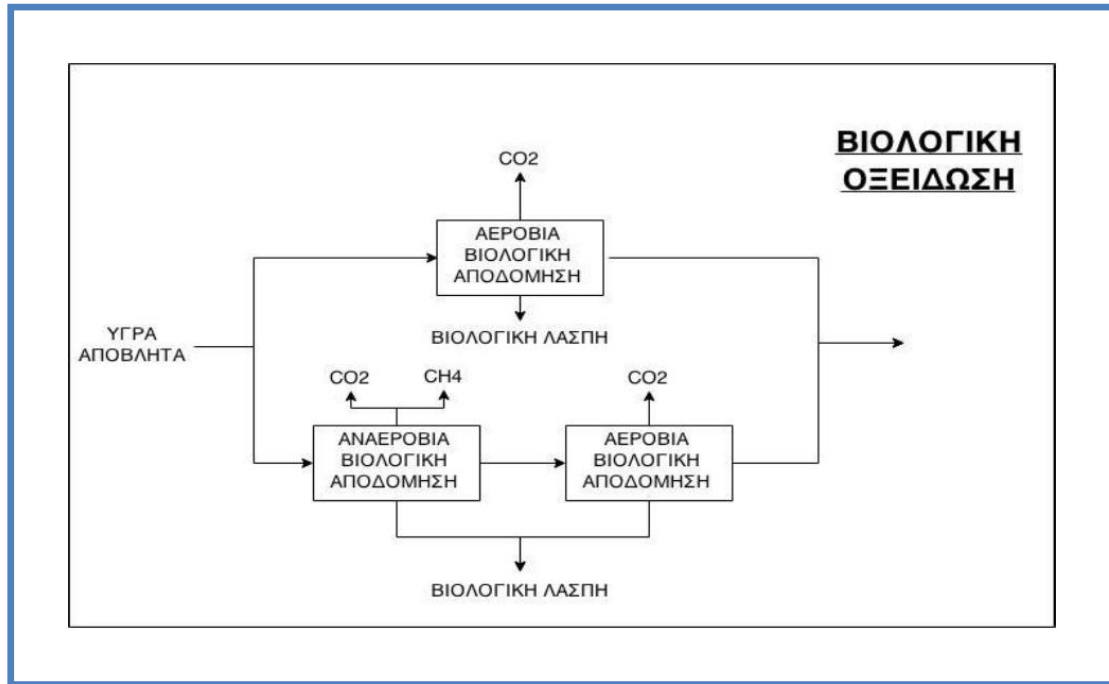 ΒΙΟΛΟΓΙΚΗ
ΟΞΕΙΔΩΣΗ
CO2
ΑΕΡΟΒΙΑ
ΒΙΟΛΟΓΙΚΗ
ΑΠΟΔΟΜΗΣΗ
ΥΓΡΑ
ΑΠΟΒΛΗΤΑ
ΒΙΟΛΟΓΙΚΗ ΛΑΣΠΗ
CO2
CH4
CO2
ΑΝΑΕΡΟΒΙΑ
ΒΙΟΛΟΓΙΚΗ
ΑΠΟΔΟΜΗΣΗ
ΑΕΡΟΒΙΑ
ΒΙΟΛΟΓΙΚΗ
ΑΠΟΔΟΜΗΣΗ
ΒΙΟΛΟΓΙΚΗ ΛΑΣΠΗ